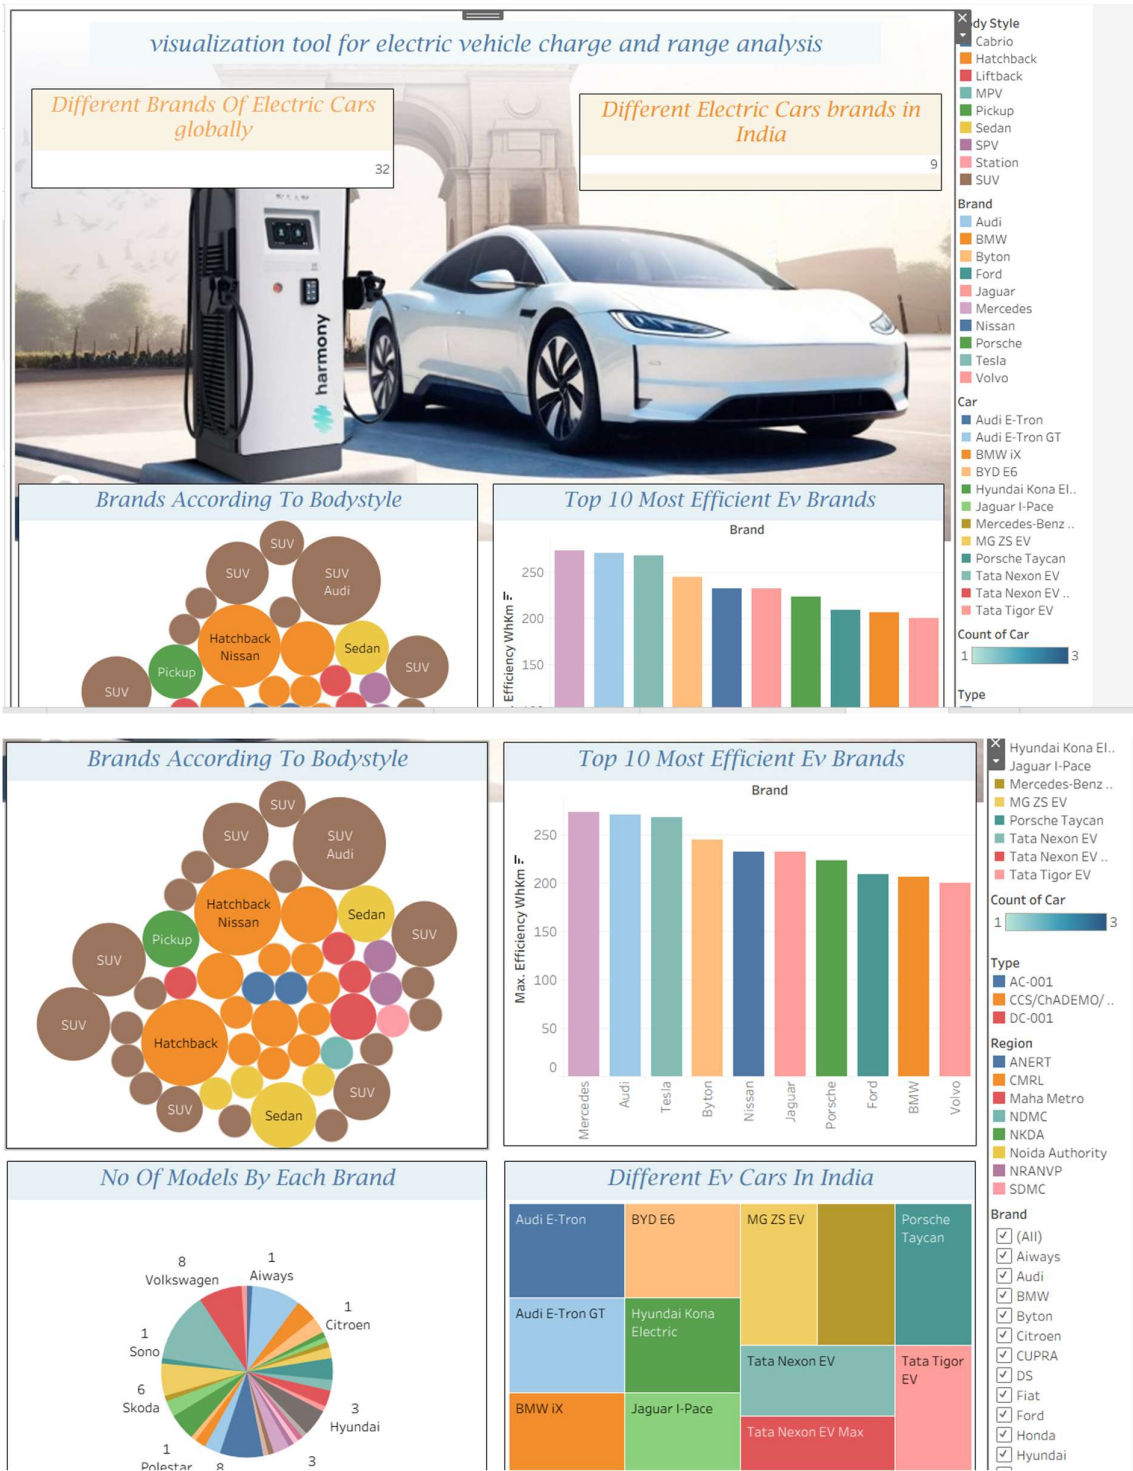 visualization tool for electric vehicle charge and range analysis
Different Brands Of Electric Cars
globally
32
Different Electric Cars brands in
India
9
harmony
dy Style
Cabrio
Hatchback
Liftback
MPV
Pickup
Sedan
SPV
Station
SUV
Brand
Audi
BMW
Byton
Ford
Jaguar
Mercedes
Nissan
Porsche
Tesla
Volvo
Car
Audi E-Tron
Audi E-Tron GT
BMW iX
BYD E6
Hyundai Kona El..
Jaguar I-Pace
Mercedes-Benz ..
MG ZS EV
Porsche Taycan
Tata Nexon EV
Tata Nexon EV ..
Tata Tigor EV
Count of Car
1
3
Type
Brands According To Bodystyle
SUV
SUV
SUV
Audi
Hatchback
Nissan
Sedan
SUV
Pickup
SUV
Top 10 Most Efficient Ev Brands
Brand
250
200
150
Efficiency WhKm
Brands According To Bodystyle
SUV
SUV
SUV
Audi
Hatchback
Nissan
Sedan
SUV
Pickup
SUV
SUV
Hatchback
SUV
SUV
Sedan
Top 10 Most Efficient Ev Brands
Brand
Max. Efficiency WhKm
250
200
150
100
50
0
Mercedes
Audi
Tesla
Byton
Nissan
Jaguar
Porsche
Ford
BMW
Volvo
Hyundai Kona El..
Jaguar I-Pace
Mercedes-Benz ..
MG ZS EV
Porsche Taycan
Tata Nexon EV
Tata Nexon EV ..
Tata Tigor EV
Count of Car
1
3
Type
AC-001
CCS/ChADEMO/ ..
DC-001
Region
ANERT
CMRL
Maha Metro
NDMC
NKDA
Noida Authority
NRANVP
SDMC
Brand
(All)
Aiways
Audi
BMW
Byton
Citroen
CUPRA
DS
Fiat
Ford
Honda
Hyundai
No Of Models By Each Brand
8
Volkswagen
1
Aiways
1
Citroen
1
Sono
6
Skoda
3
Hyundai
1
Polestar
8
3
Different Ev Cars In India
Audi E-Tron
BYD E6
MG ZS EV
Porsche
Taycan
Audi E-Tron GT
Hyundai Kona
Electric
Tata Nexon EV
Tata Tigor
EV
BMW iX
Jaguar I-Pace
Tata Nexon EV Max